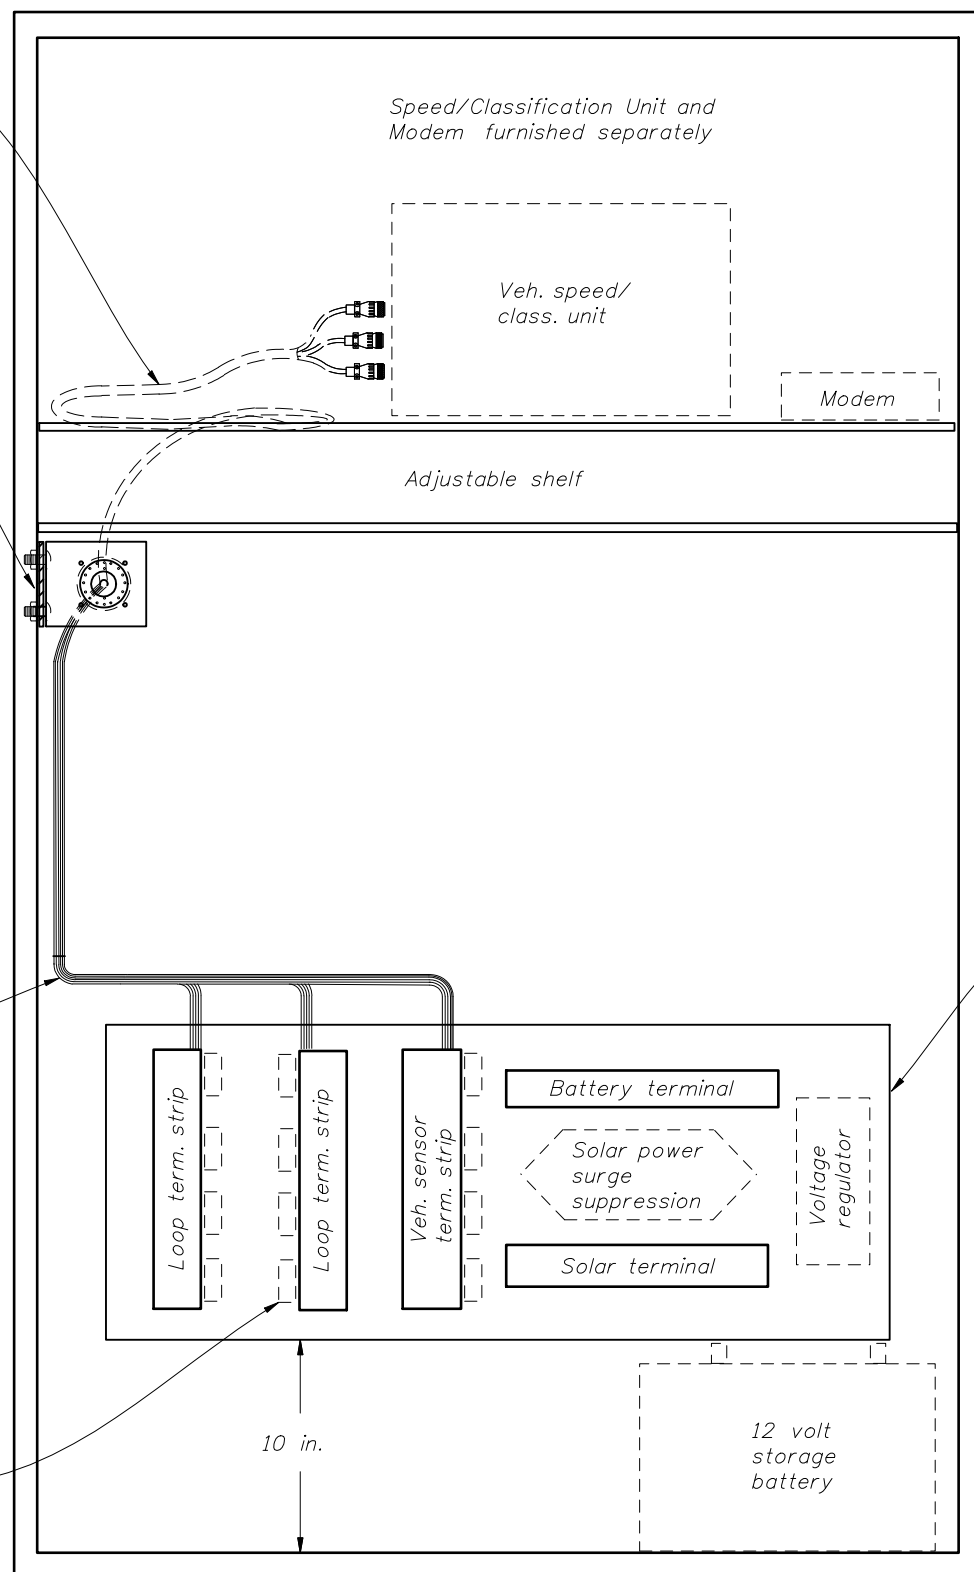 Speed/Classification Unit and
Modem furnished separately
Veh. speed/
class. unit
Modem
Adjustable shelf
Loop term. strip
Loop term. strip
Veh. sensor
term. strip
Battery terminal
Solar power
surge
suppression
Solar terminal
Voltage
regulator
10 in.
12 volt
storage
battery